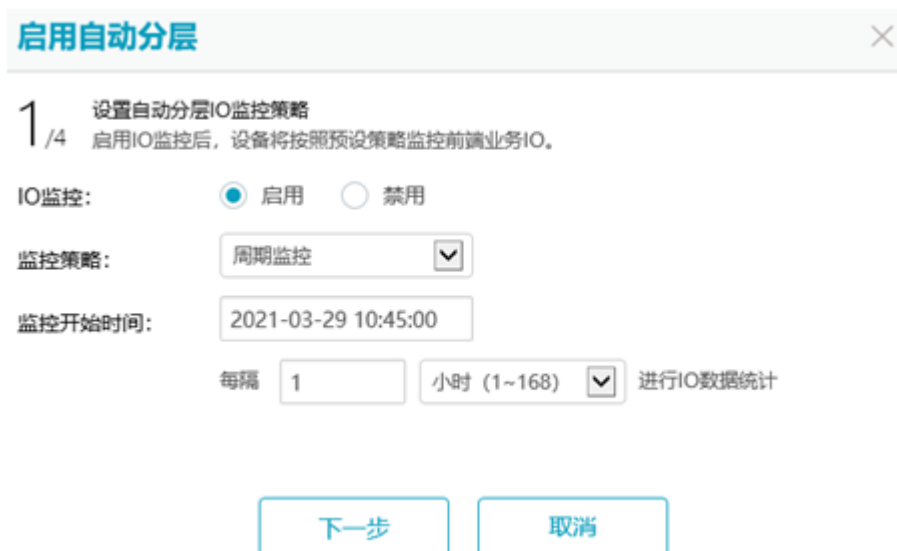 启用自动分层
1/4 设置自动分层IO监控策略
启用IO监控后，设备将按照预设策略监控前端业务IO。
IO监控： 启用 禁用
监控策略： 周期监控
监控开始时间： 2021-03-29 10:45:00
每隔 1 小时（1~168） 进行IO数据统计
下一步 取消